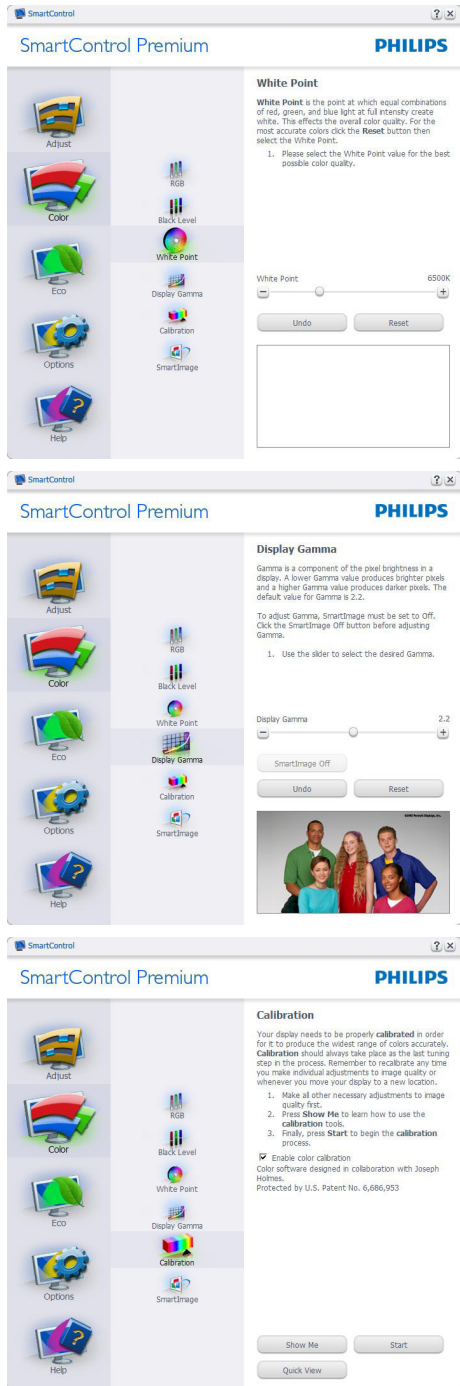 SmartControl
? x
SmartControl Premium
PHILIPS
Adjust
Color
Eco
Options
Help
RGB
Black Level
White Point
Display Gamma
Calibration
SmartImage
White Point
White Point is the point at which equal combinations
of red, green, and blue light at full intensity create
white. This effects the overall color quality. For the
most accurate colors click the Reset button then
select the White Point.
1. Please select the White Point value for the best
possible color quality.
White Point 6500K
Undo Reset
SmartControl
? x
SmartControl Premium
PHILIPS
Adjust
Color
Eco
Options
Help
RGB
Black Level
White Point
Display Gamma
Calibration
SmartImage
Display Gamma
Gamma is a component of the pixel brightness in a
display. A lower Gamma value produces brighter pixels
and a higher Gamma value produces darker pixels. The
default value for Gamma is 2.2.
To adjust Gamma, SmartImage must be set to Off.
Click the SmartImage Off button before adjusting
Gamma.
1. Use the slider to select the desired Gamma.
Display Gamma 2.2
SmartImage Off
Undo Reset
SmartControl
? x
SmartControl Premium
PHILIPS
Adjust
Color
Eco
Options
Help
RGB
Black Level
White Point
Display Gamma
Calibration
SmartImage
Calibration
Your display needs to be properly calibrated in order
for it to produce the widest range of colors accurately.
Calibration should always take place as the last tuning
step in the process. Remember to recalibrate any time
you make individual adjustments to image quality or
whenever you move your display to a new location.
1. Make all other necessary adjustments to image
quality first.
2. Press Show Me to learn how to use the
calibration tools.
3. Finally, press Start to begin the calibration
process.
Enable color calibration
Color software designed in collaboration with Joseph
Holmes.
Protected by U.S. Patent No. 6,686,953
Show Me Start
Quick View